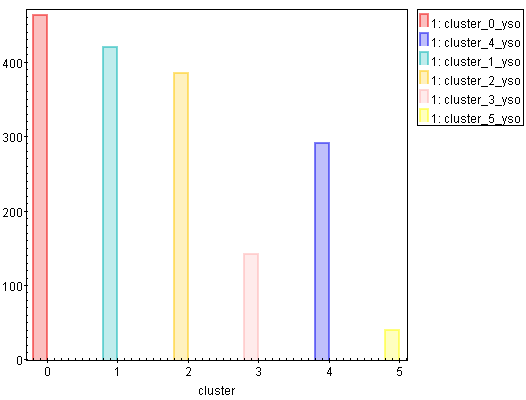 400
300
200
100
0
0 1 2 3 4 5
cluster
1: cluster_0_yso
1: cluster_4_yso
1: cluster_1_yso
1: cluster_2_yso
1: cluster_3_yso
1: cluster_5_yso